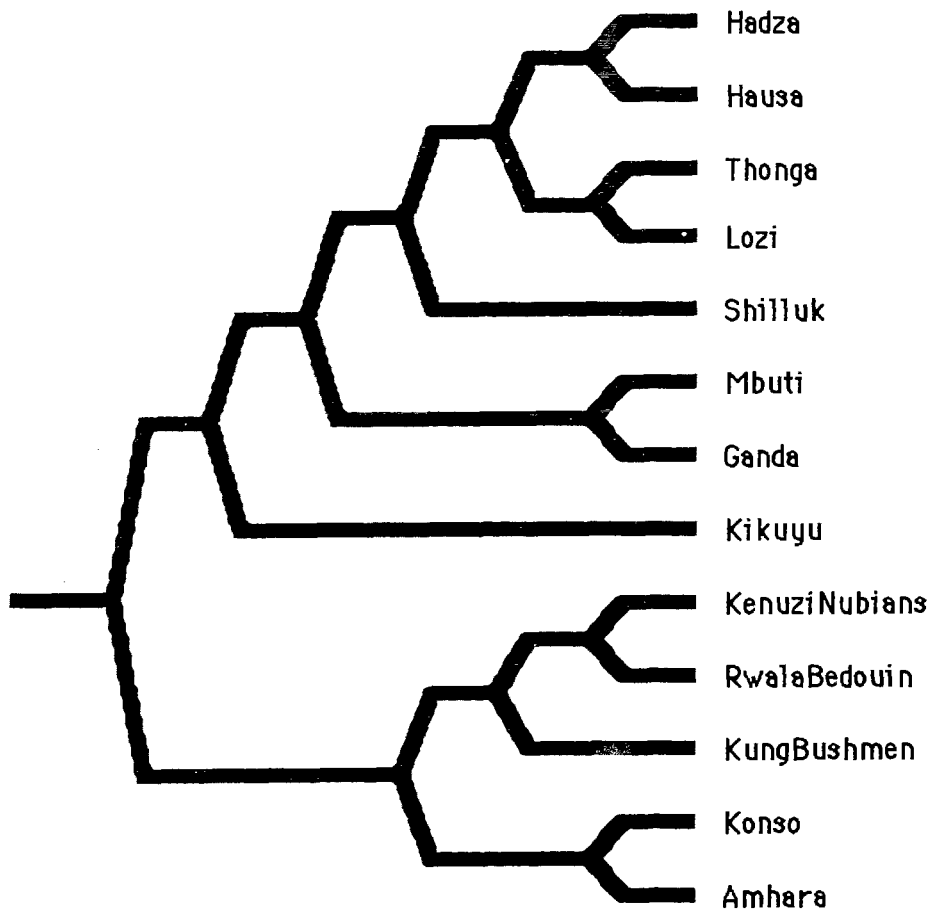 Hadza
Hausa
Thonga
Lozi
Shilluk
Mbuti
Ganda
Kikuyu
KenuziNubians
RwalaBedouin
KungBushmen
Konso
Amhara